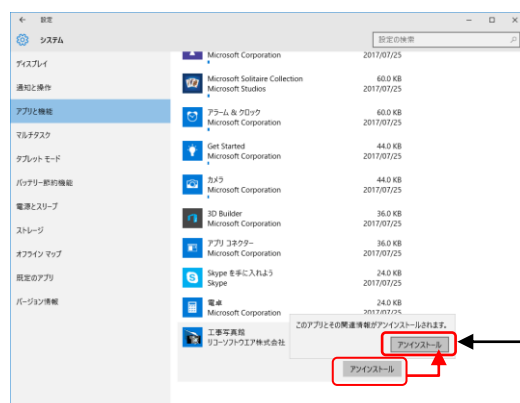 設定
システム
設定の検索
ディスプレイ
通知と操作
アプリと機能
マルチタスク
タブレット モード
バッテリー節約機能
電源とスリープ
ストレージ
オフライン マップ
既定のアプリ
バージョン情報
Microsoft Corporation 2017/07/25
Microsoft Solitaire Collection 60.0 KB
Microsoft Studios 2017/07/25
アラーム & クロック 60.0 KB
Microsoft Corporation 2017/07/25
Get Started 44.0 KB
Microsoft Corporation 2017/07/25
カメラ 44.0 KB
Microsoft Corporation 2017/07/25
3D Builder 36.0 KB
Microsoft Corporation 2017/07/25
アプリ コネクター 36.0 KB
Microsoft Corporation 2017/07/25
Skype を手に入れよう 24.0 KB
Skype 2017/07/25
電卓 24.0 KB
Microsoft Corporation 2017/07/25
工事写真館
リコーソフトウエア株式会社
このアプリとその関連情報がアンインストールされます。
アンインストール
アンインストール